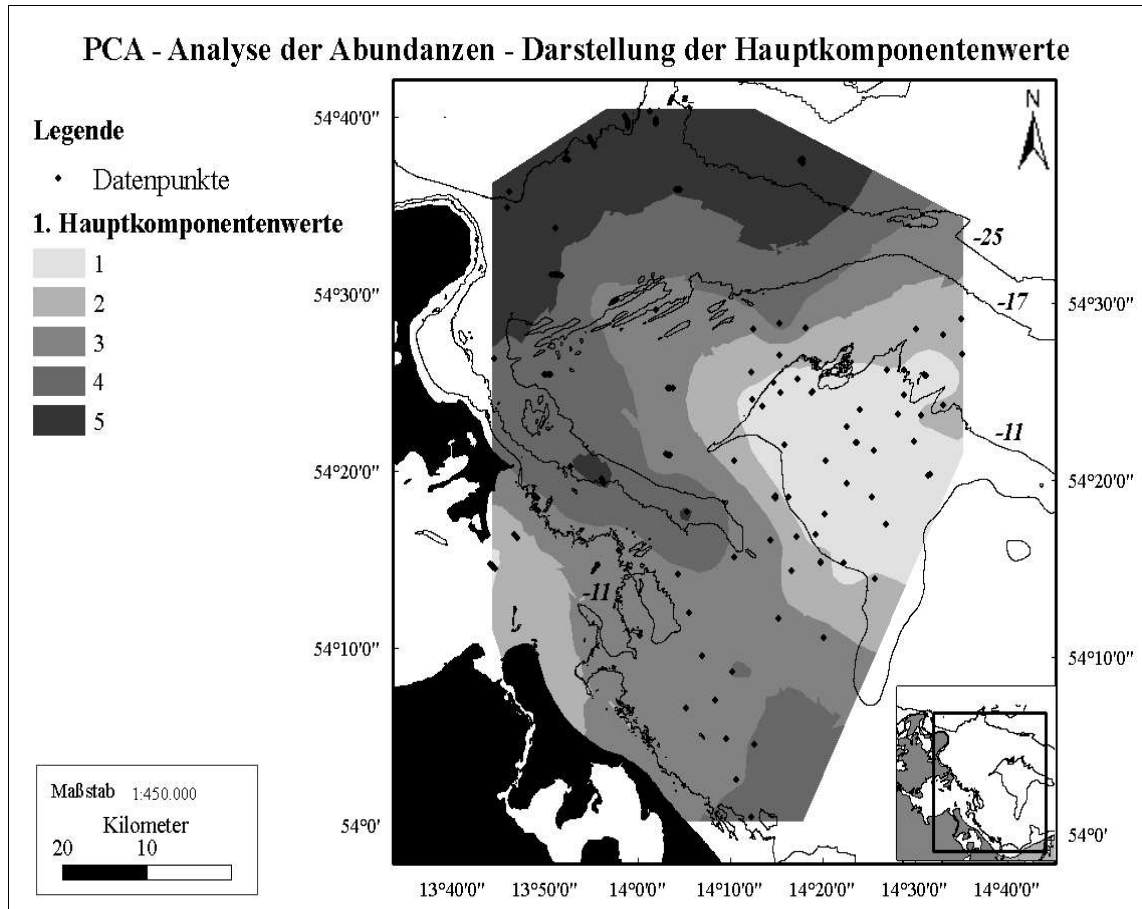 PCA - Analyse der Abundanzen - Darstellung der Hauptkomponentenwerte
Legende
Datenpunkte
1. Hauptkomponentenwerte
1
2
3
4
5
N
54°40'0"
54°30'0"
54°20'0"
54°10'0"
54°0'
-25
-17
-11
-11
54°30'0"
54°20'0"
54°10'0"
54°0'
Maßstab 1:450.000
Kilometer
20 10
13°40'0" 13°50'0" 14°0'0" 14°10'0" 14°20'0" 14°30'0" 14°40'0"